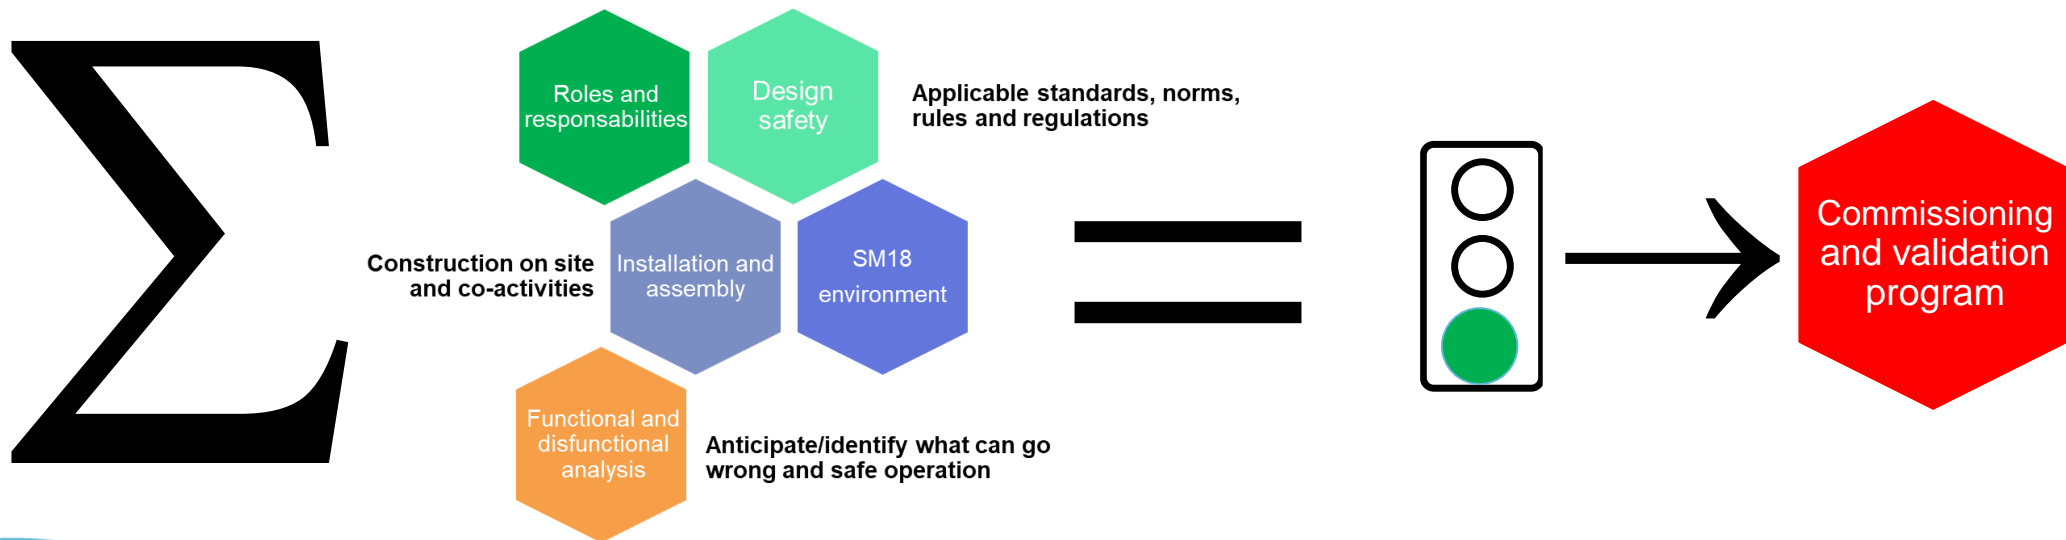 Roles and
responsabilities
Design
safety
Applicable standards, norms,
rules and regulations
Construction on site
and co-activities
Installation and
assembly
SM18
environment
Functional and
disfunctional
analysis
Anticipate/identify what can go
wrong and safe operation
Commissioning
and validation
program